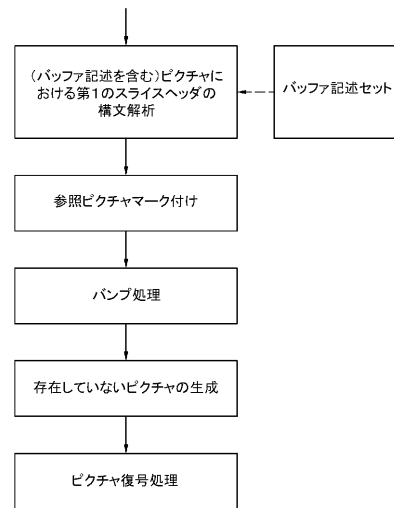 (バッファ記述を含む)ピクチャに
おける第1のスライスヘッダの
構文解析
バッファ記述セット
参照ピクチャマーク付け
バンプ処理
存在していないピクチャの生成
ピクチャ復号処理